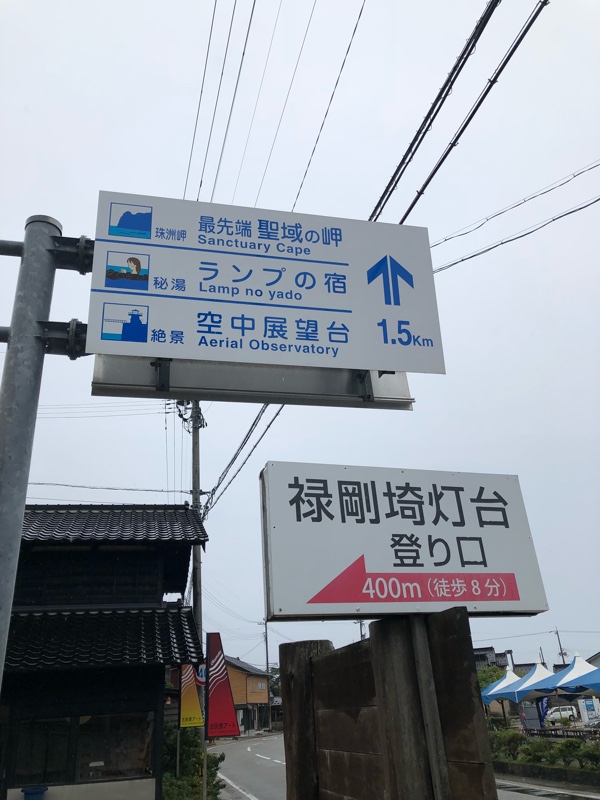 珠洲岬 最先端 聖域の岬
Sanctuary Cape
秘湯 ランプの宿
Lamp no yado
絶景 空中展望台
Aerial Observatory
1.5Km
禄剛埼灯台
登り口
400m(徒歩8分)